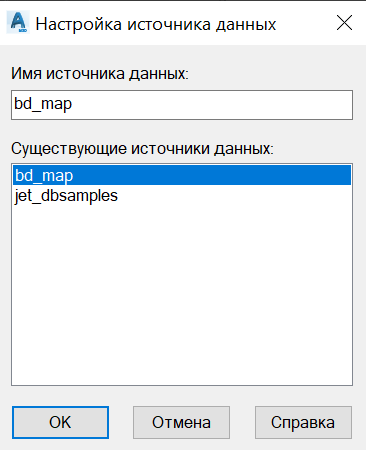 Настройка источника данных
Имя источника данных:
bd_map
Существующие источники данных:
bd_map
jet_dbsamples
OK
Отмена
Справка